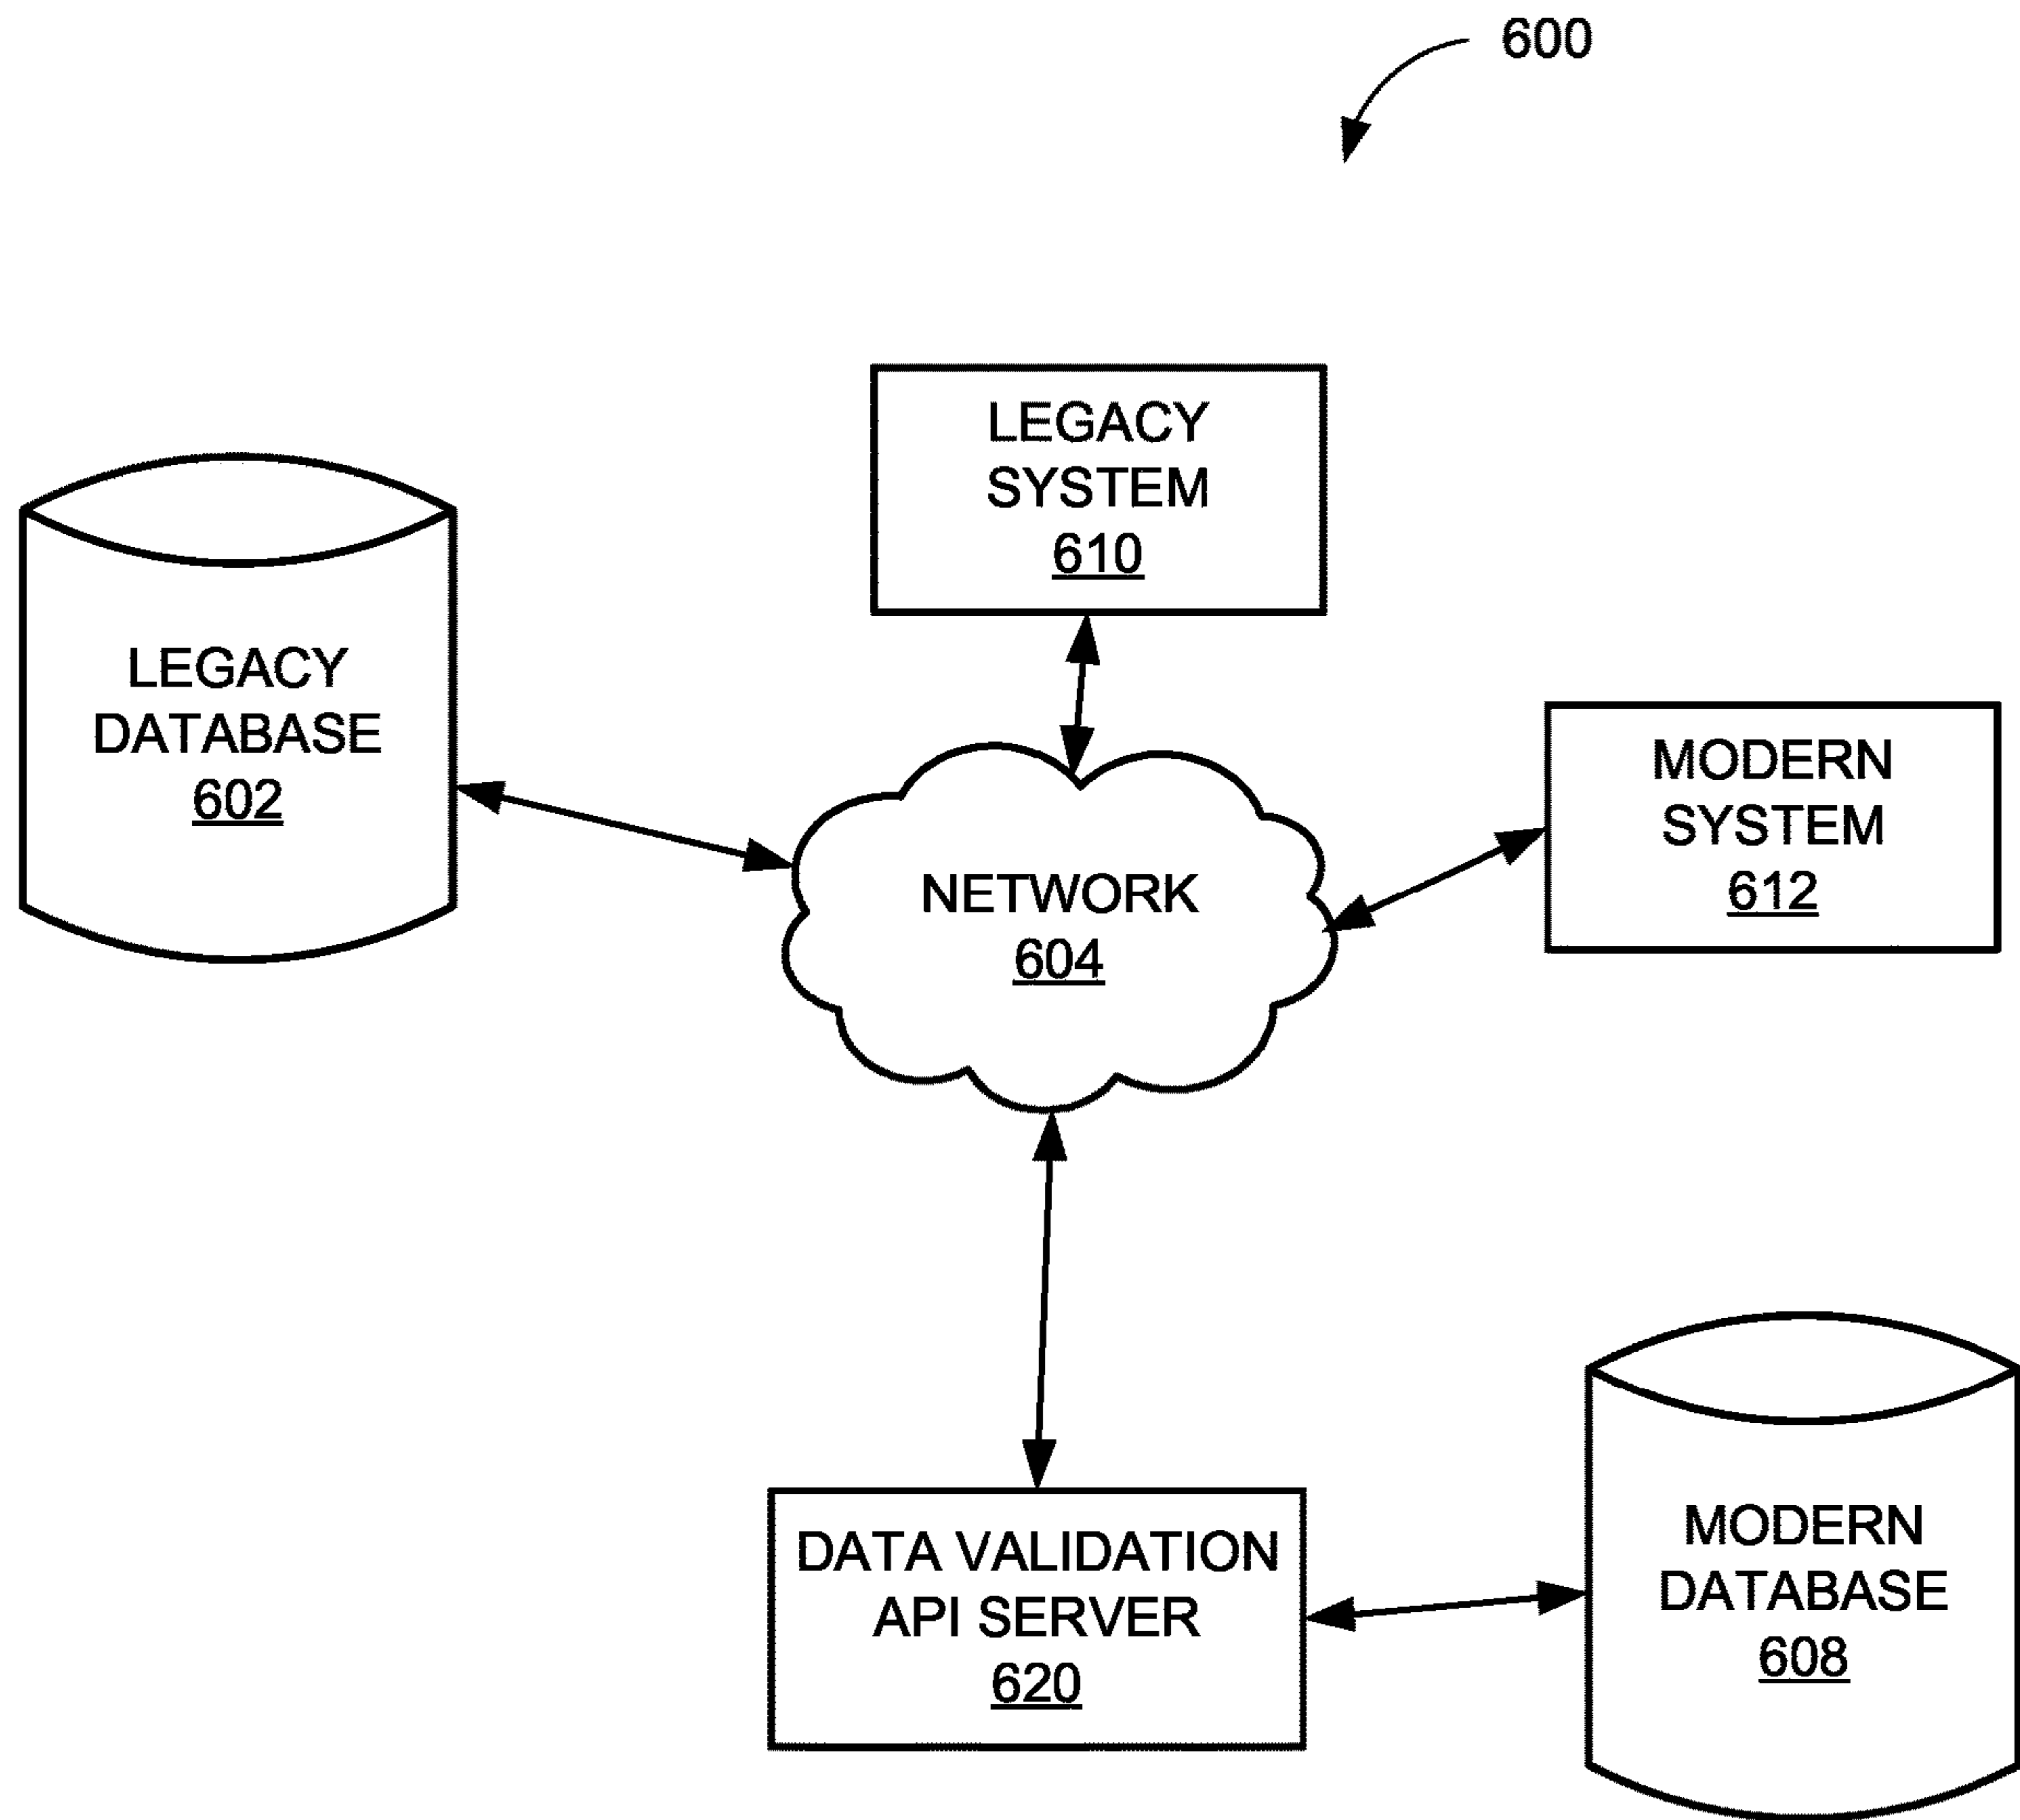 600
LEGACY
SYSTEM
610
LEGACY
DATABASE
602
MODERN
SYSTEM
612
NETWORK
604
DATA VALIDATION
API SERVER
620
MODERN
DATABASE
608